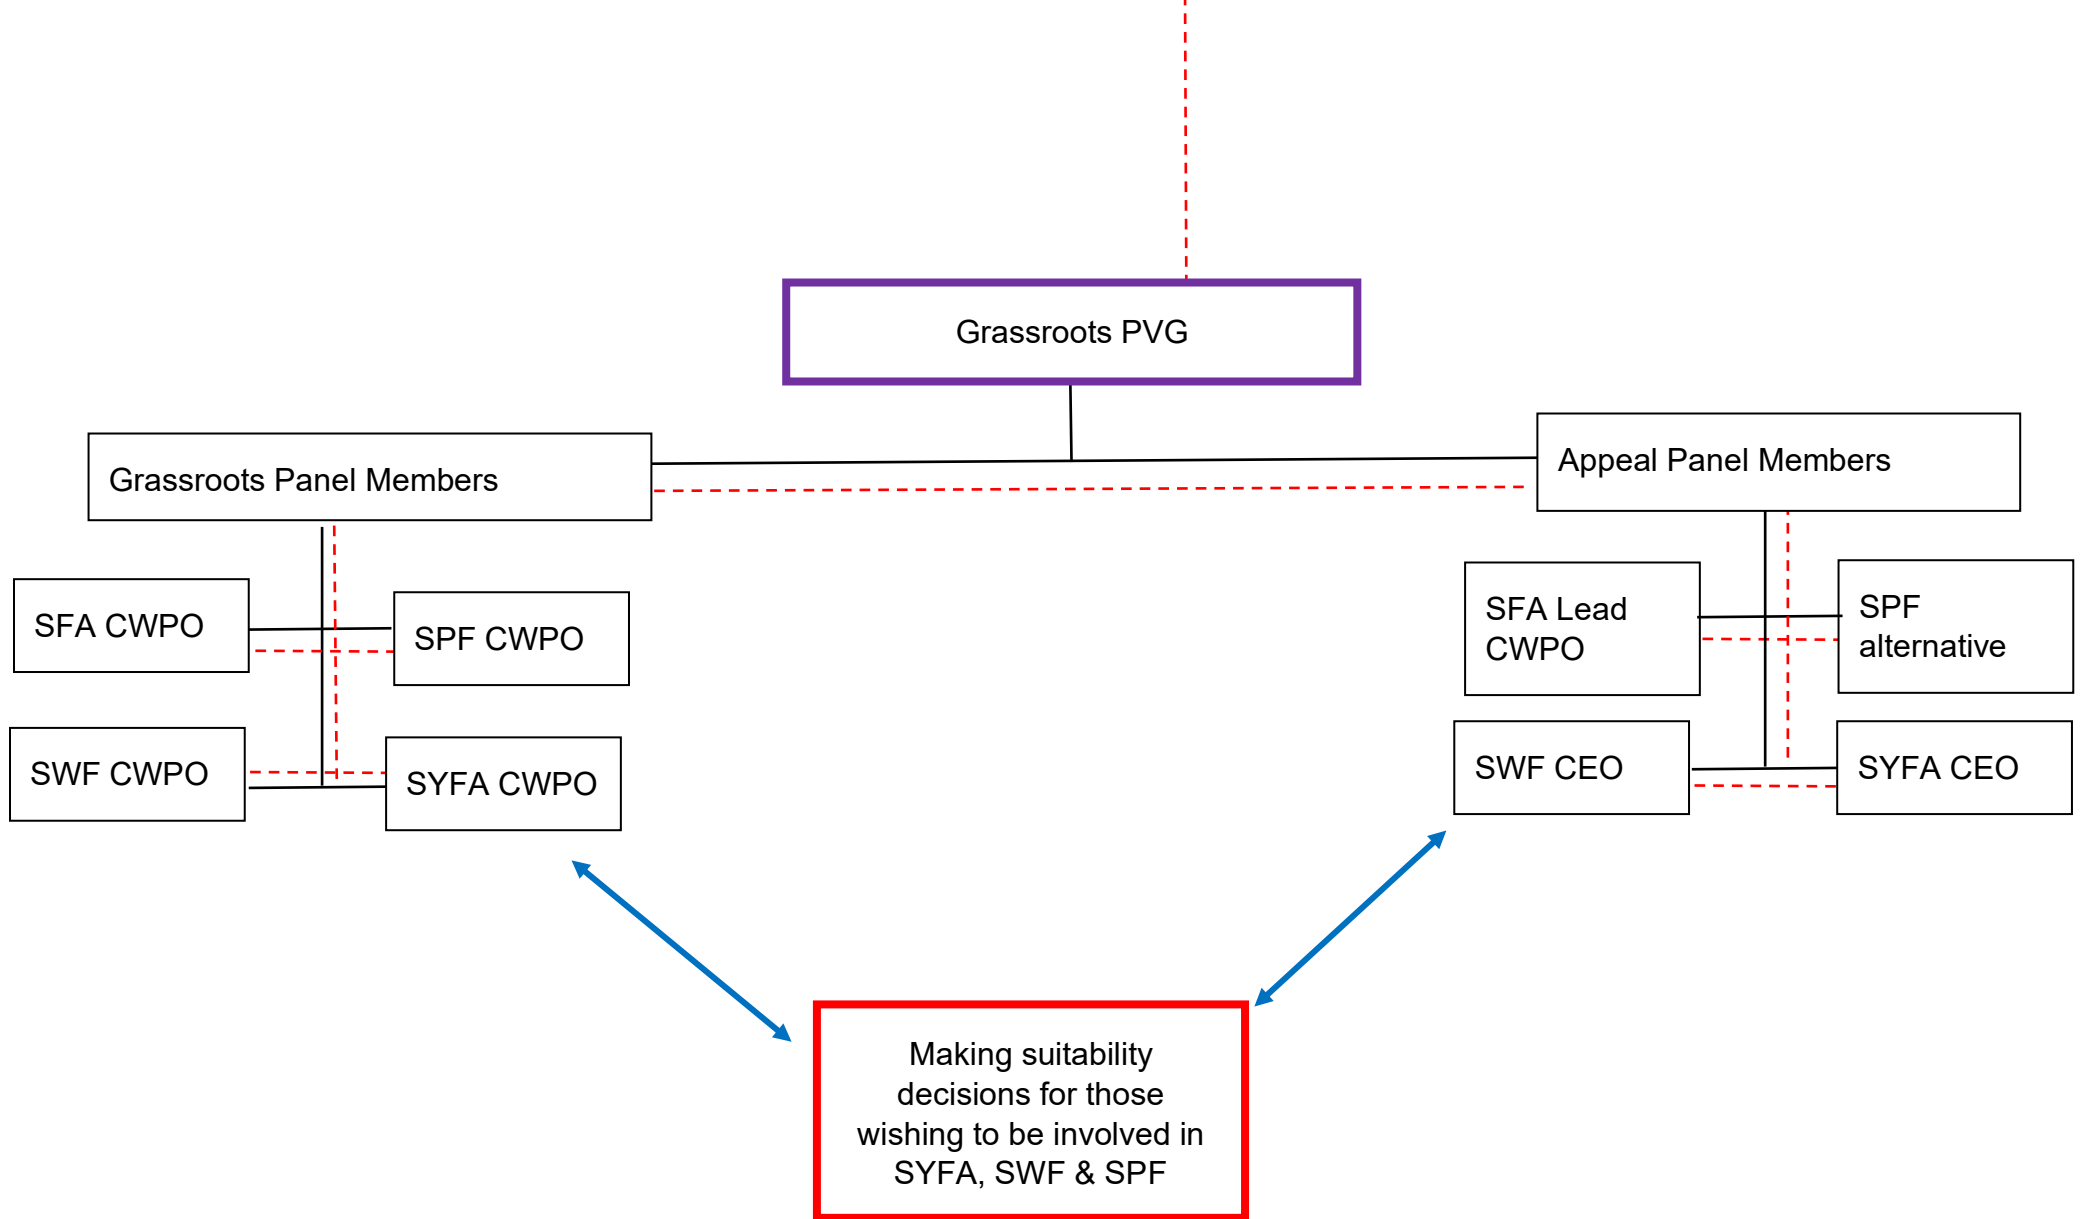 Grassroots PVG
Grassroots Panel Members
Appeal Panel Members
SFA CWPO
SPF CWPO
SWF CWPO
SYFA CWPO
SFA Lead
CWPO
SPF
alternative
SWF CEO
SYFA CEO
Making suitability
decisions for those
wishing to be involved in
SYFA, SWF & SPF